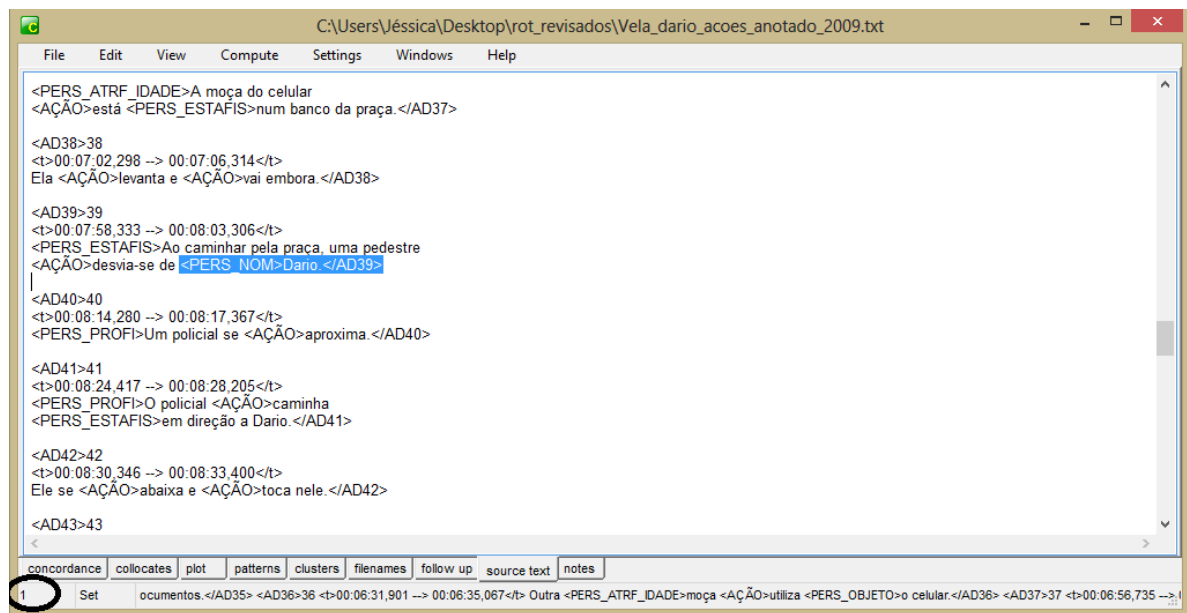 C:\Users\Jéssica\Desktop\rot_revisados\Vela_dario_acoes_anotado_2009.txt
File Edit View Compute Settings Windows Help
<PERS_ATRF_IDADE>A moça do celular
<AÇÃO>está <PERS_ESTAFIS>num banco da praça.</AD37>
<AD38>38
<t>00:07:02,298 --> 00:07:06,314</t>
Ela <AÇÃO>levanta e <AÇÃO>vai embora.</AD38>
<AD39>39
<t>00:07:58,333 --> 00:08:03,306</t>
<PERS_ESTAFIS>Ao caminhar pela praça, uma pedestre
<AÇÃO>desvia-se de <PERS_NOM>Dario.</AD39>
<AD40>40
<t>00:08:14,280 --> 00:08:17,367</t>
<PERS_PROFI>Um policial se <AÇÃO>aproxima.</AD40>
<AD41>41
<t>00:08:24,417 --> 00:08:28,205</t>
<PERS_PROFI>O policial <AÇÃO>caminha
<PERS_ESTAFIS>em direção a Dario.</AD41>
<AD42>42
<t>00:08:30,346 --> 00:08:33,400</t>
Ele se <AÇÃO>abaixa e <AÇÃO>toca nele.</AD42>
<AD43>43
concordance collocates plot patterns clusters filenames follow up source text notes
1 Set ocumentos.</AD35> <AD36>36 <t>00:06:31,901 --> 00:06:35,067</t> Outra <PERS_ATRF_IDADE>moça <AÇÃO>utiliza <PERS_OBJETO>o celular.</AD36> <AD37>37 <t>00:06:56,735 -->